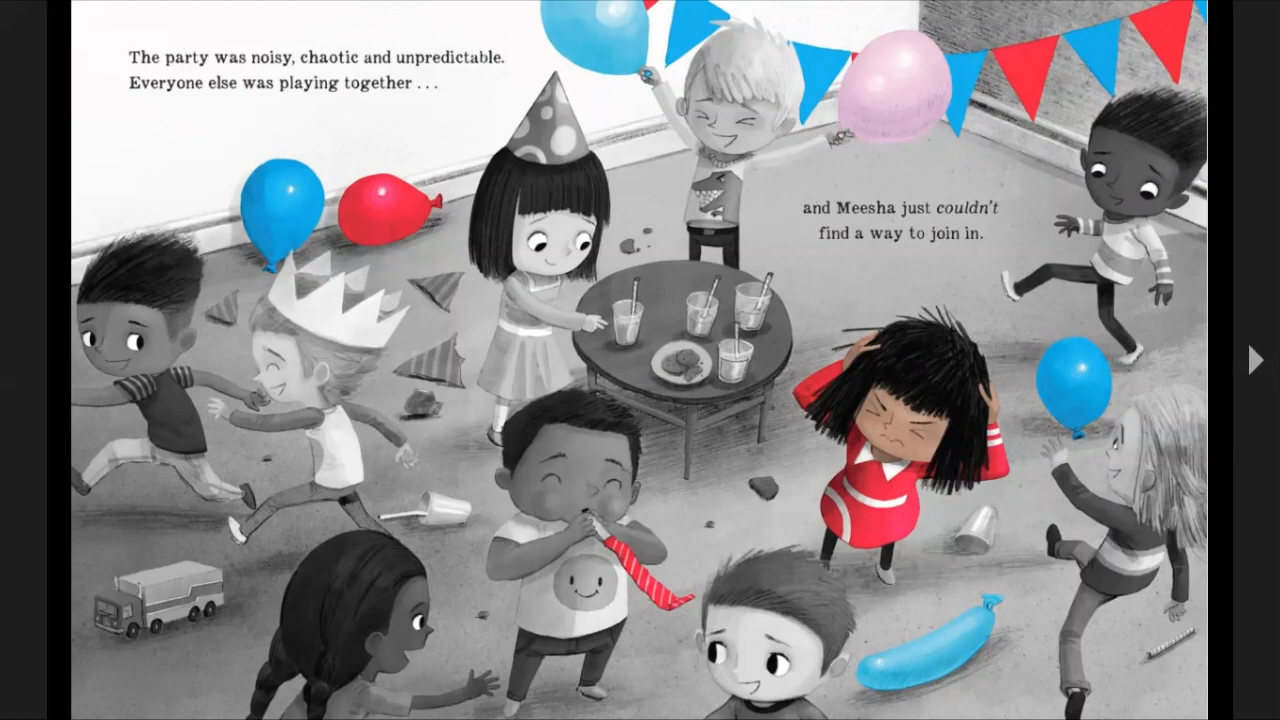 The party was noisy, chaotic and unpredictable.
Everyone else was playing together . . .
and Meesha just couldn't
find a way to join in.